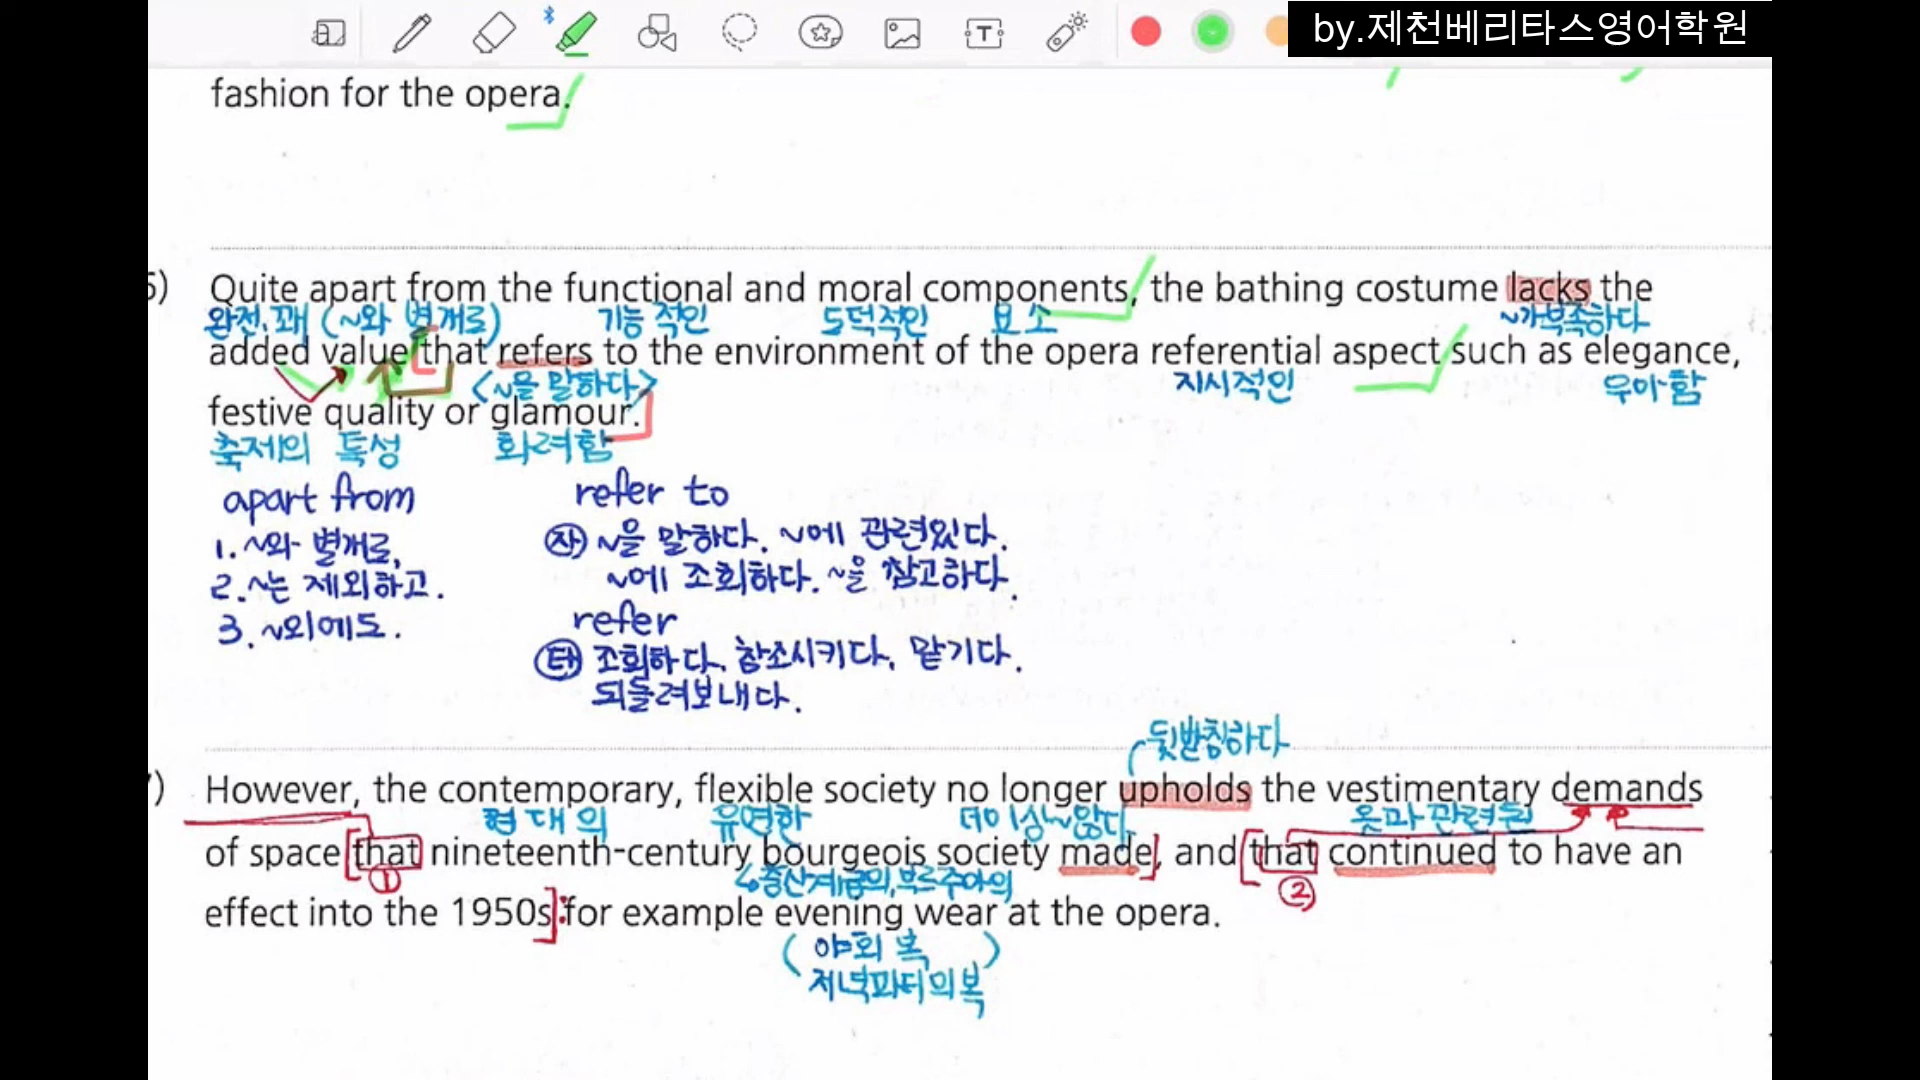 by.제천베리타스영어학원
fashion for the opera.
6) Quite apart from the functional and moral components, the bathing costume lacks the
완전, 꽤 (~와 별개로) 기능적인 도덕적인 요소 ~가 부족하다
added value that refers to the environment of the opera referential aspect such as elegance,
<~을 말하다> 지시적인 우아함
festive quality or glamour.
축제의 특성 화려함
apart from
1. ~와 별개로,
2. ~는 제외하고.
3. ~외에도.
refer to
자 ~을 말하다. ~에 관련있다.
~에 조회하다. ~을 참고하다.
refer
타 조회하다, 참조시키다, 맡기다.
되돌려보내다.
뒷받침하다
7) However, the contemporary, flexible society no longer upholds the vestimentary demands
현대의 유연한 더이상~않다 옷과 관련된
of space [that nineteenth-century bourgeois society made], and [that continued to have an
① ↳중산계급의, 부르주아의 ②
effect into the 1950s]: for example evening wear at the opera.
( 야회복 )
저녁파티의복